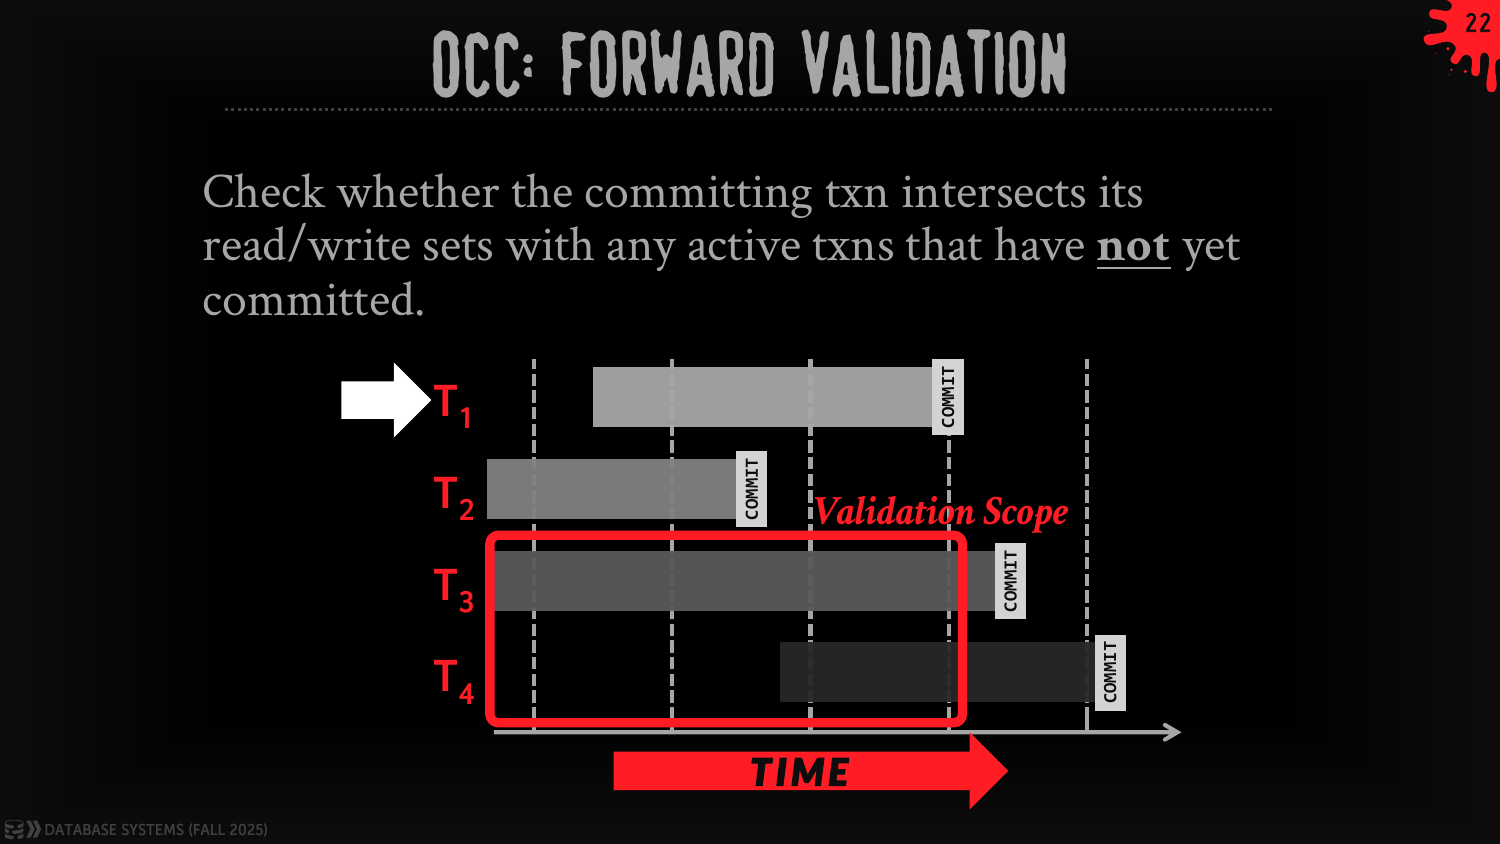 22
OCC: FORWARD VALIDATION
Check whether the committing txn intersects its
read/write sets with any active txns that have not yet
committed.
T1
COMMIT
T2
COMMIT
Validation Scope
T3
COMMIT
T4
COMMIT
TIME
DATABASE SYSTEMS (FALL 2025)